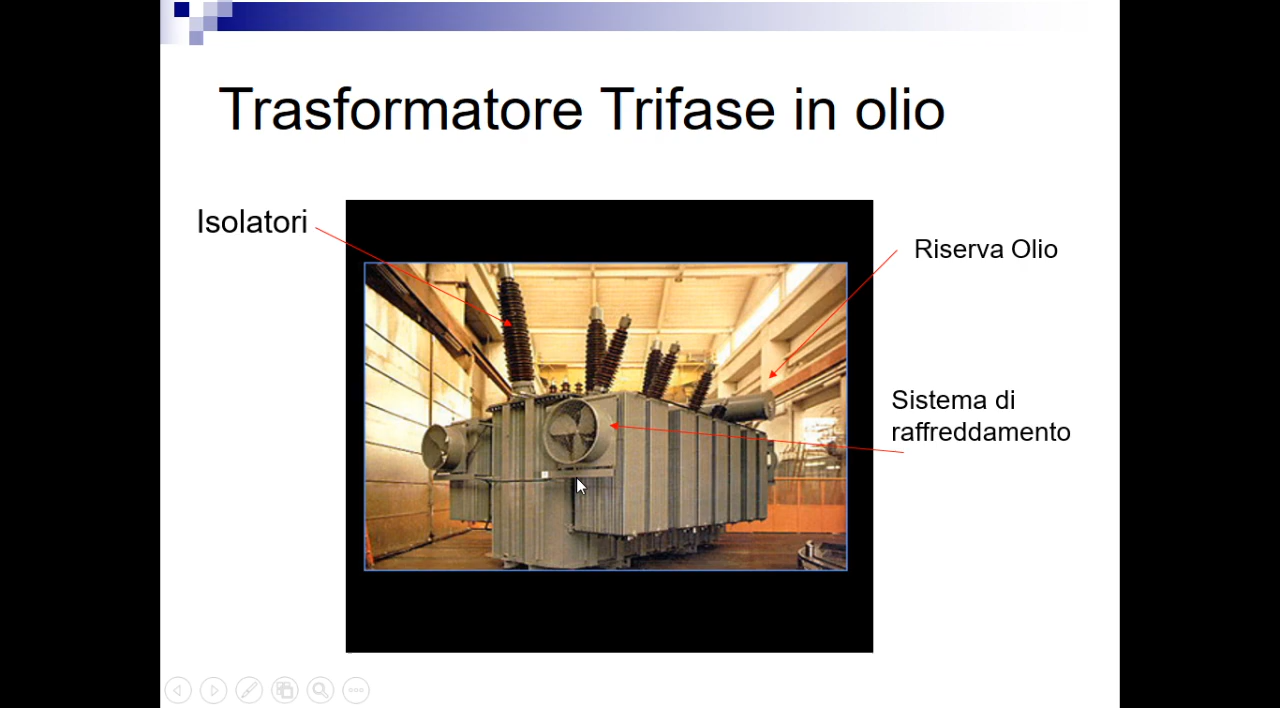 Trasformatore Trifase in olio
Isolatori
Riserva Olio
Sistema di
raffreddamento